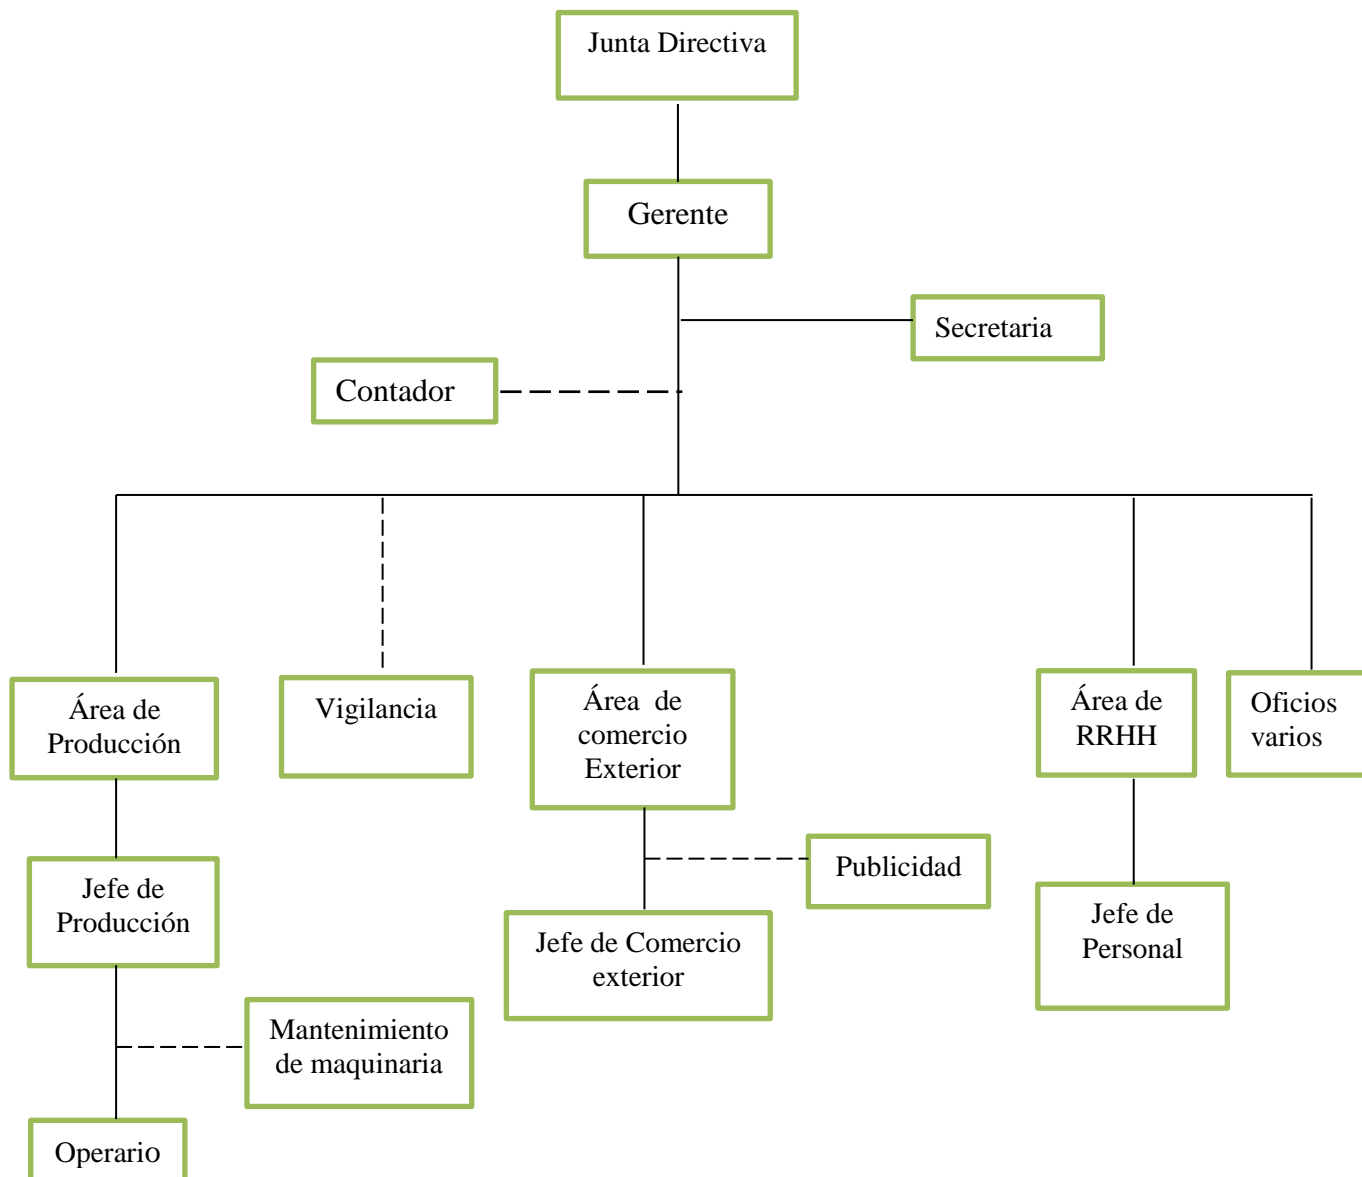 Junta Directiva
Gerente
Secretaria
Contador
Área de
Producción
Vigilancia
Área  de
comercio
Exterior
Área de
RRHH
Oficios
varios
Jefe de
Producción
Publicidad
Jefe de Comercio
exterior
Jefe de
Personal
Mantenimiento
de maquinaria
Operario